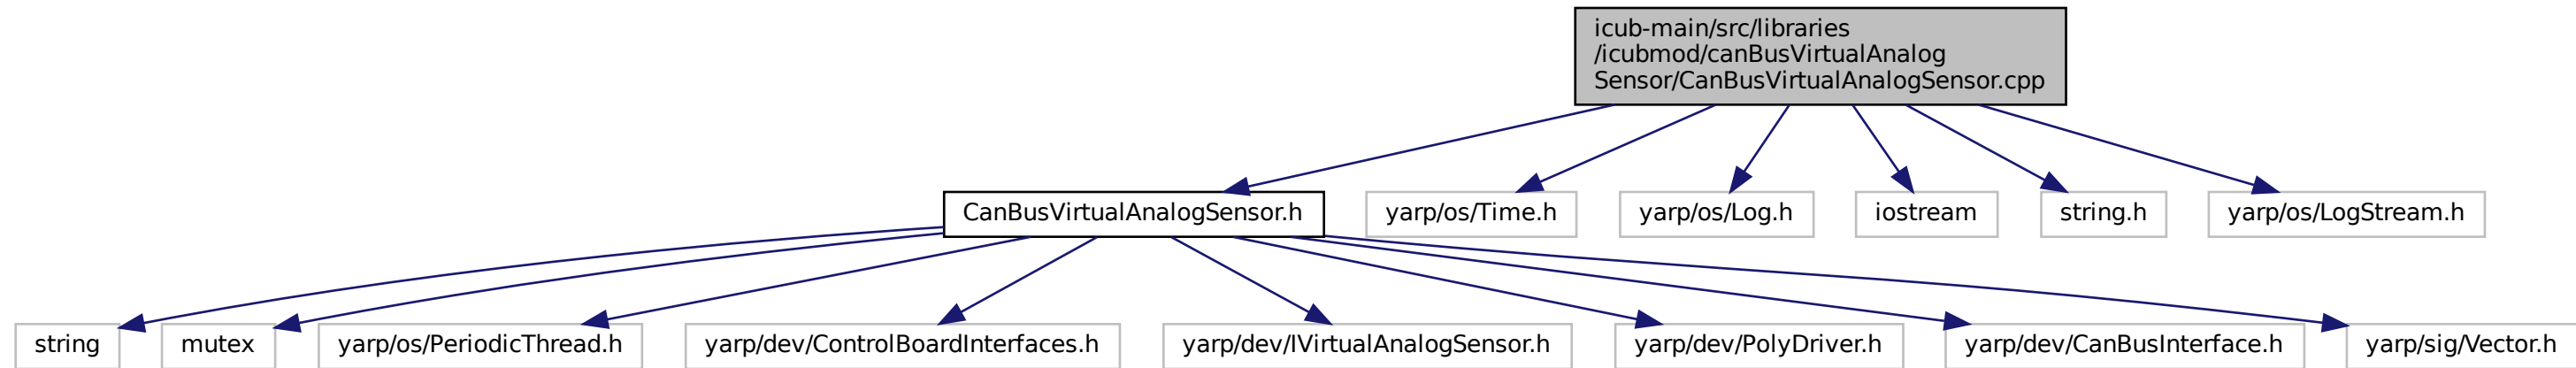 icub-main/src/libraries
/icubmod/canBusVirtualAnalog
Sensor/CanBusVirtualAnalogSensor.cpp
CanBusVirtualAnalogSensor.h
yarp/os/Time.h
yarp/os/Log.h
iostream
string.h
yarp/os/LogStream.h
string
mutex
yarp/os/PeriodicThread.h
yarp/dev/ControlBoardInterfaces.h
yarp/dev/IVirtualAnalogSensor.h
yarp/dev/PolyDriver.h
yarp/dev/CanBusInterface.h
yarp/sig/Vector.h